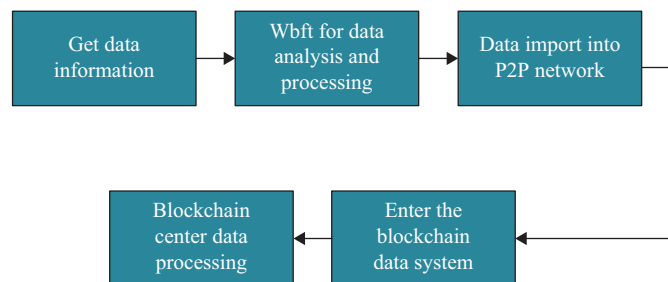 Get data
information
Wbft for data
analysis and
processing
Data import into
P2P network
Enter the
blockchain
data system
Blockchain
center data
processing